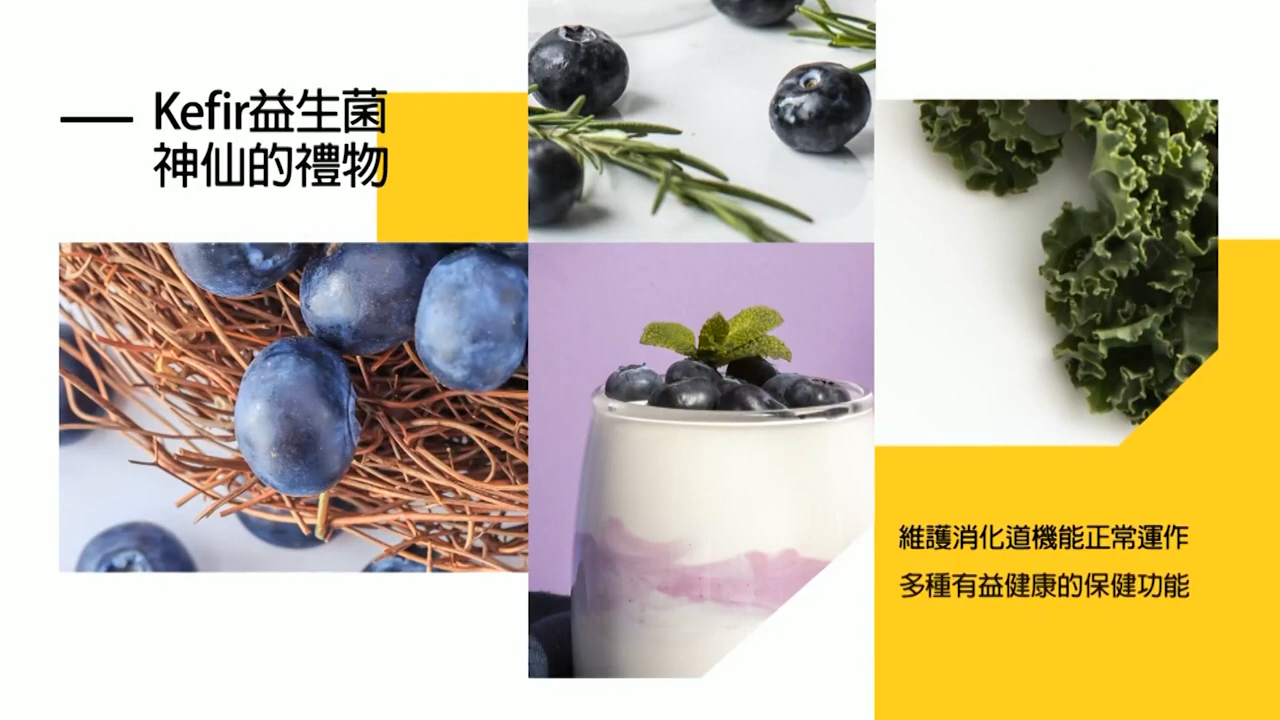 Kefir益生菌
神仙的禮物
維護消化道機能正常運作
多種有益健康的保健功能